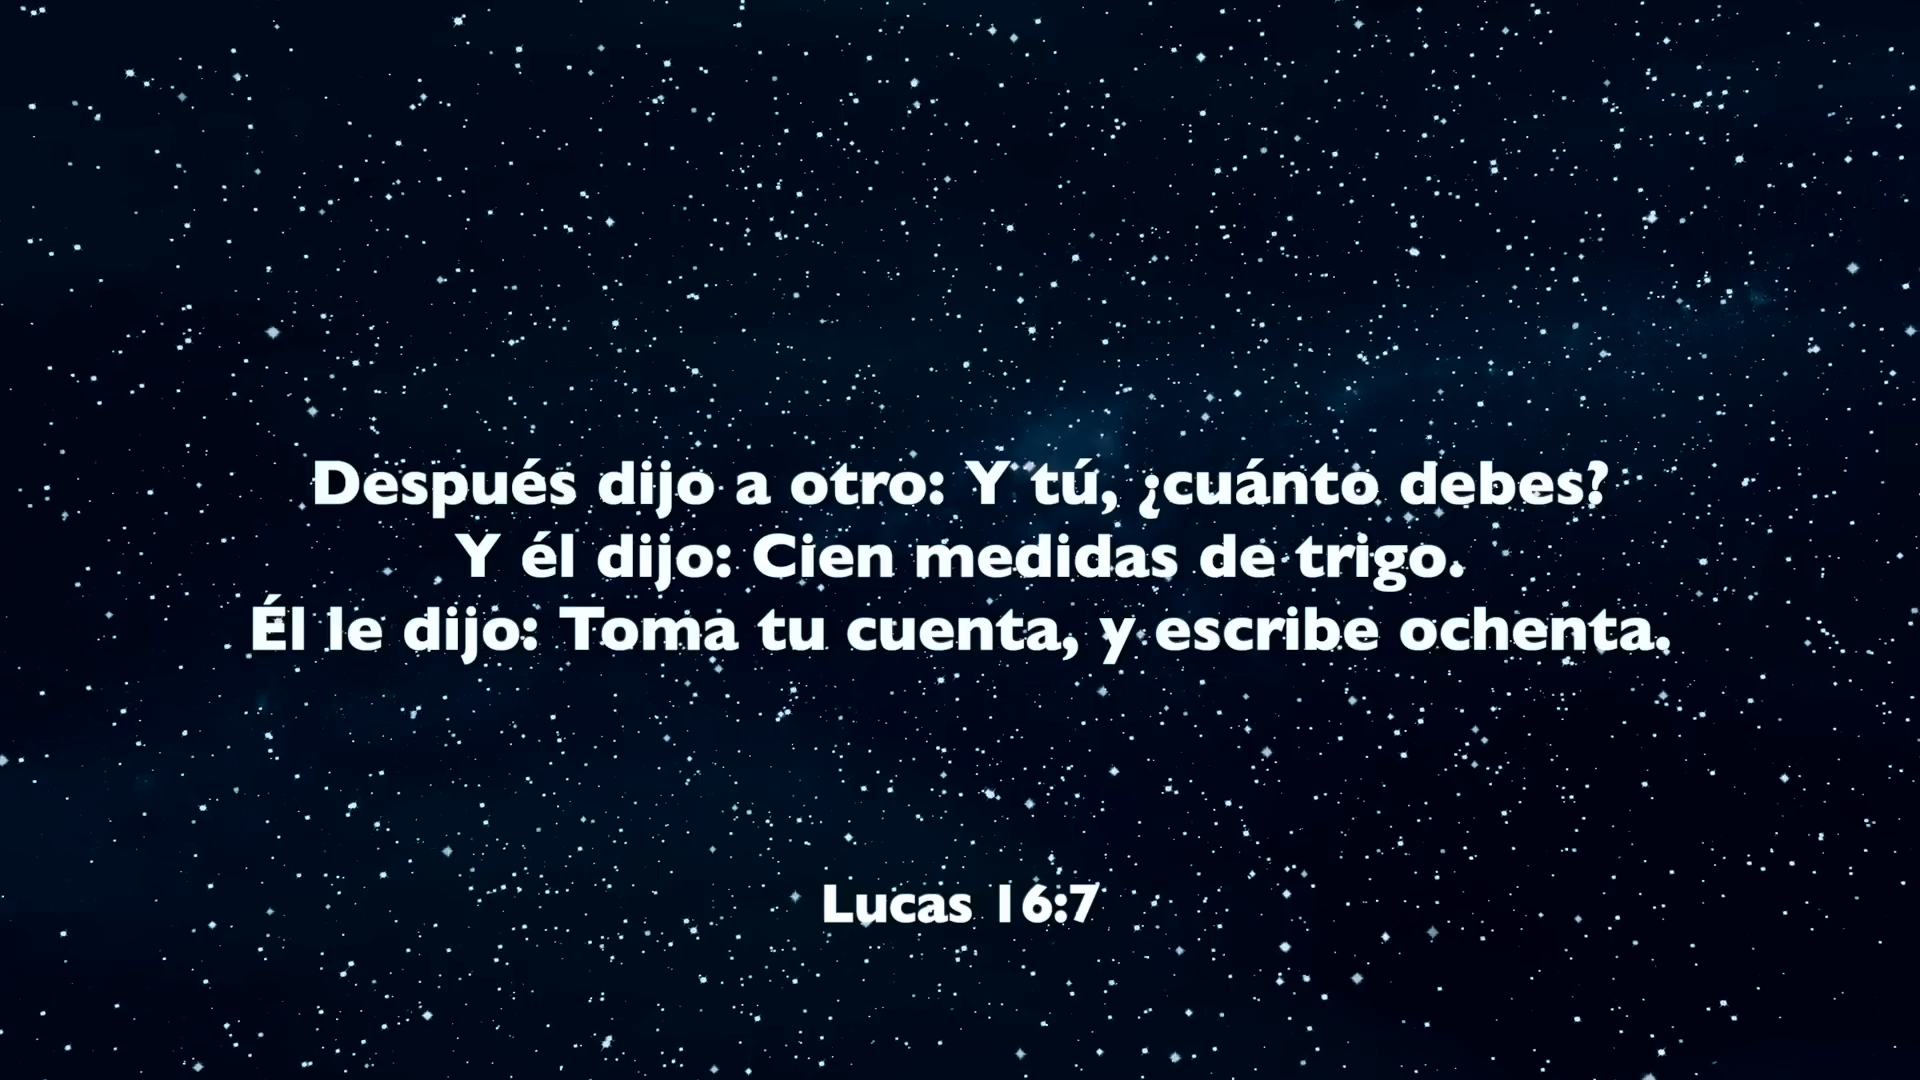 Después dijo a otro: Y tú, ¿cuánto debes?
Y él dijo: Cien medidas de trigo.
Él le dijo: Toma tu cuenta, y escribe ochenta.
Lucas 16:7